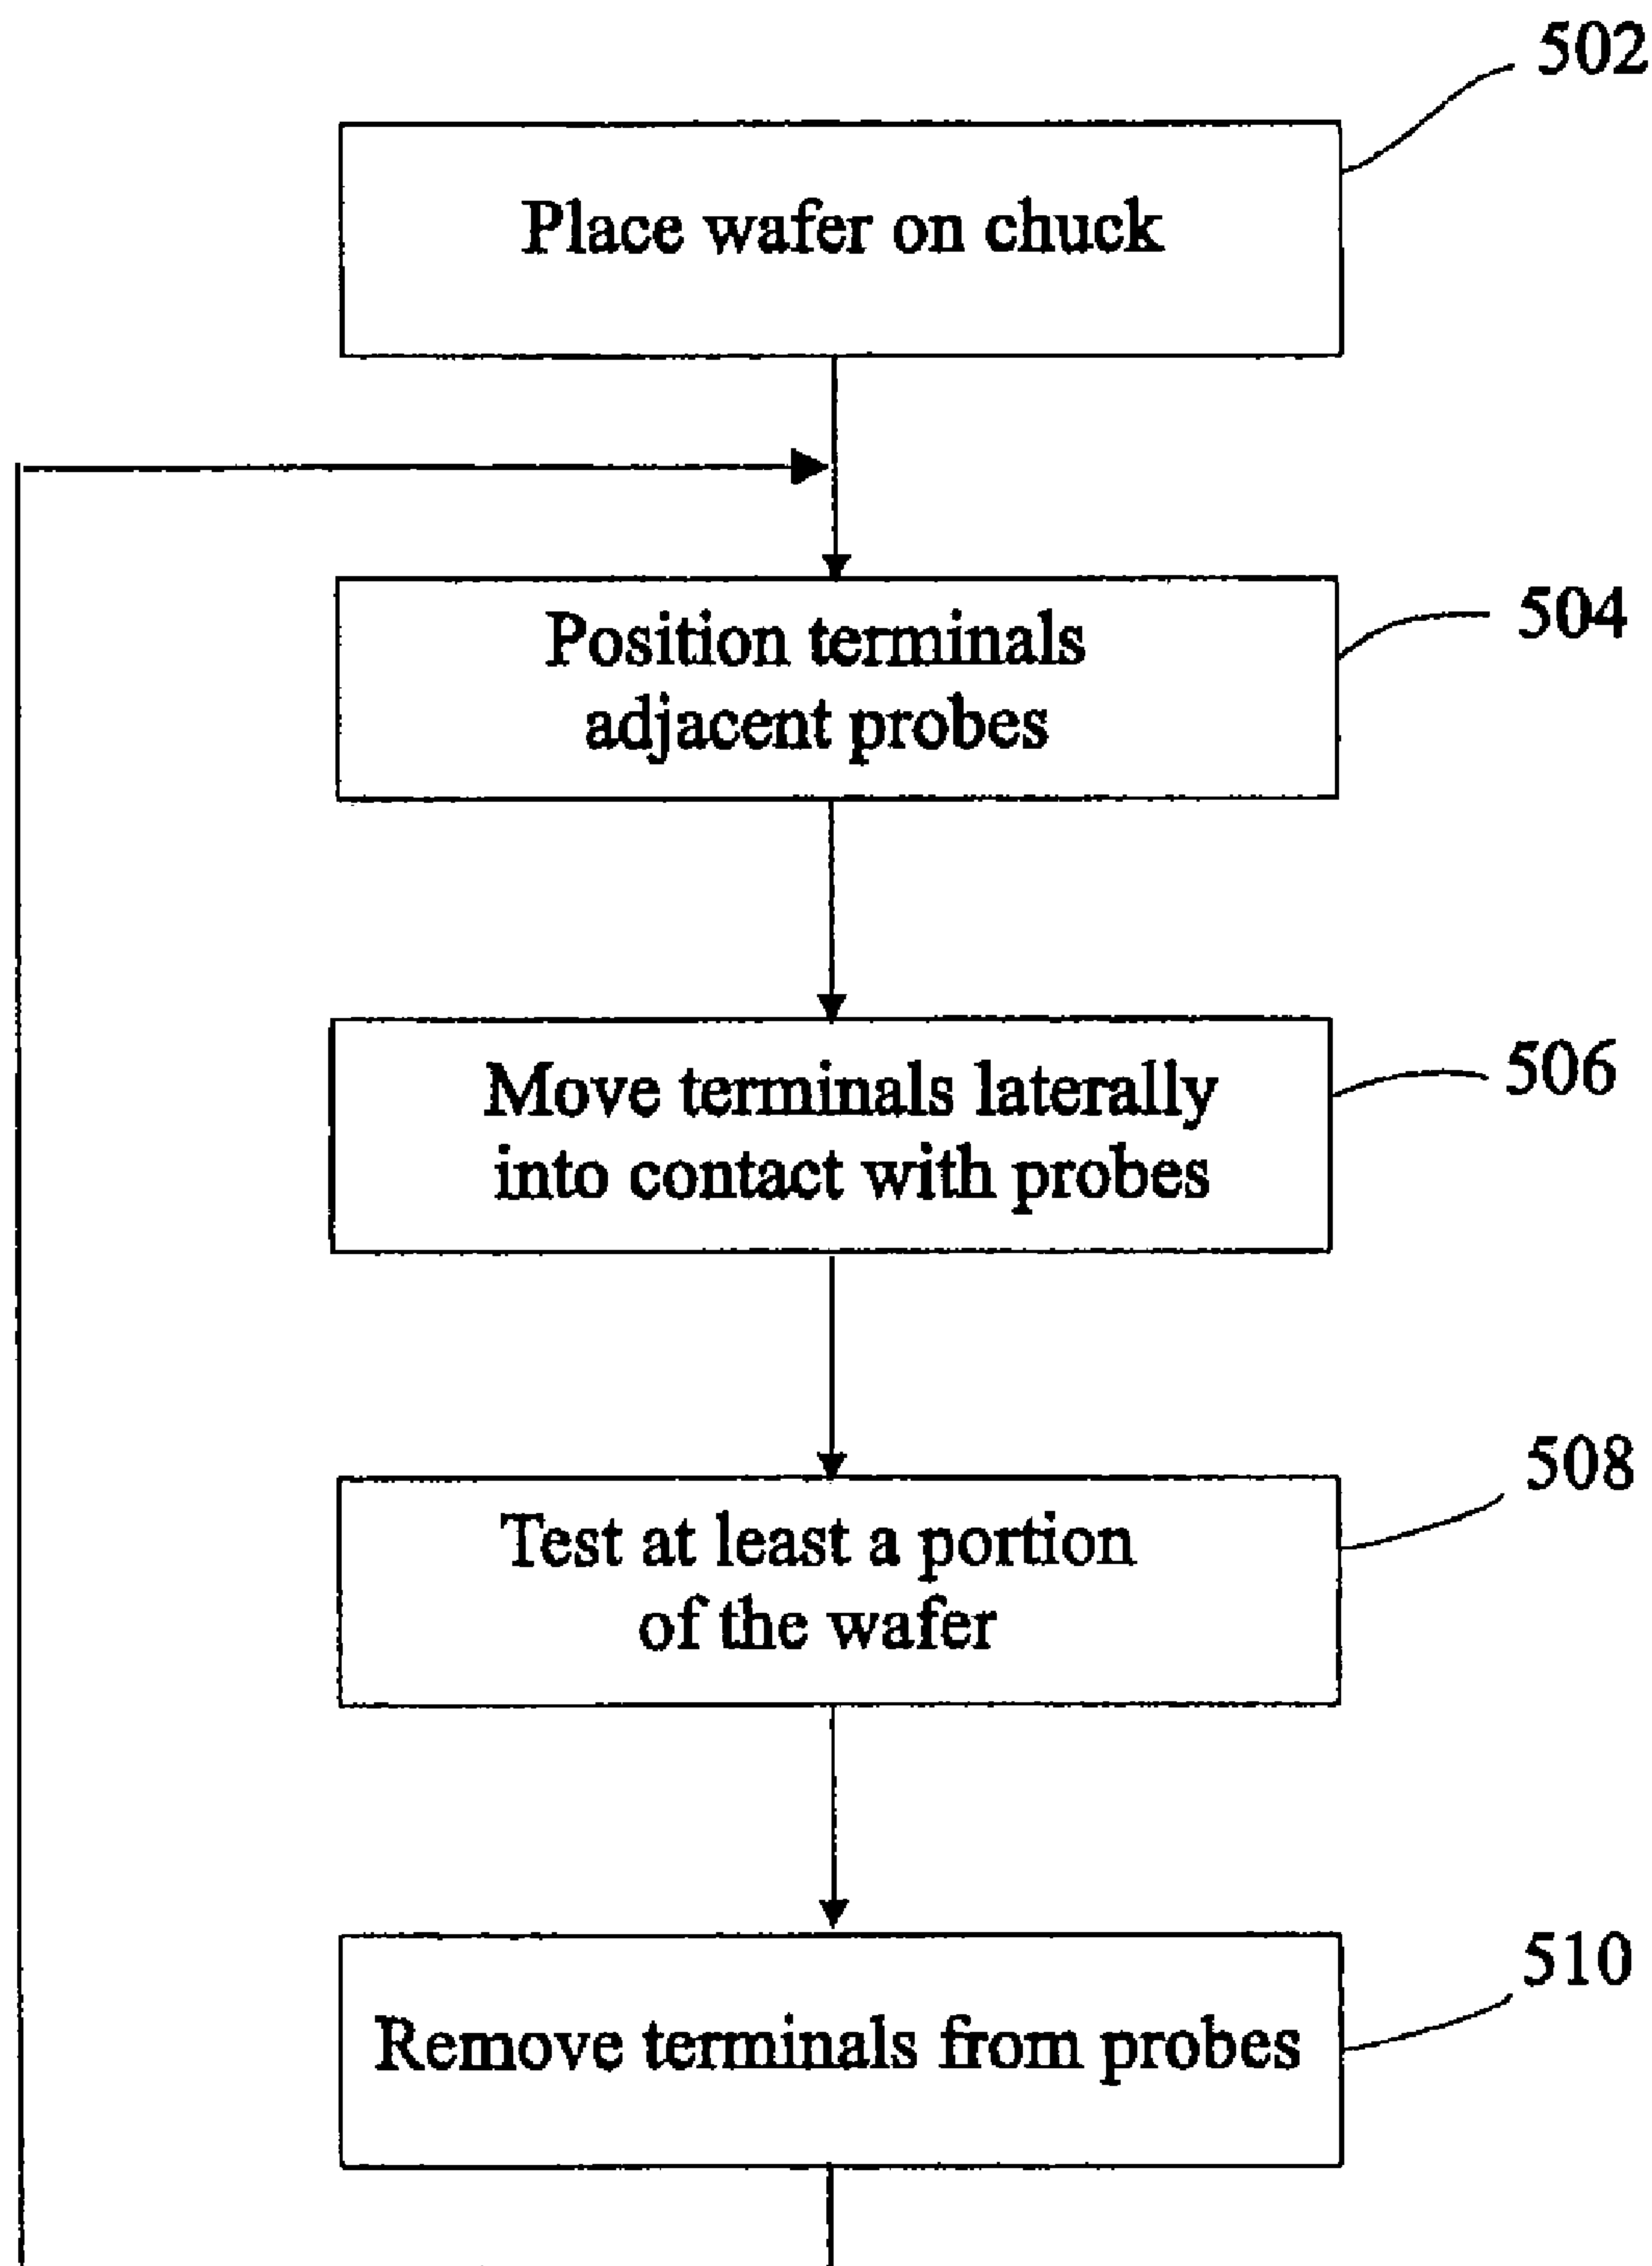 502
Place wafer on chuck
504
Position terminals
adjacent probes
506
Move terminals laterally
into contact with probes
508
Test at least a portion
of the wafer
510
Remove terminals from probes